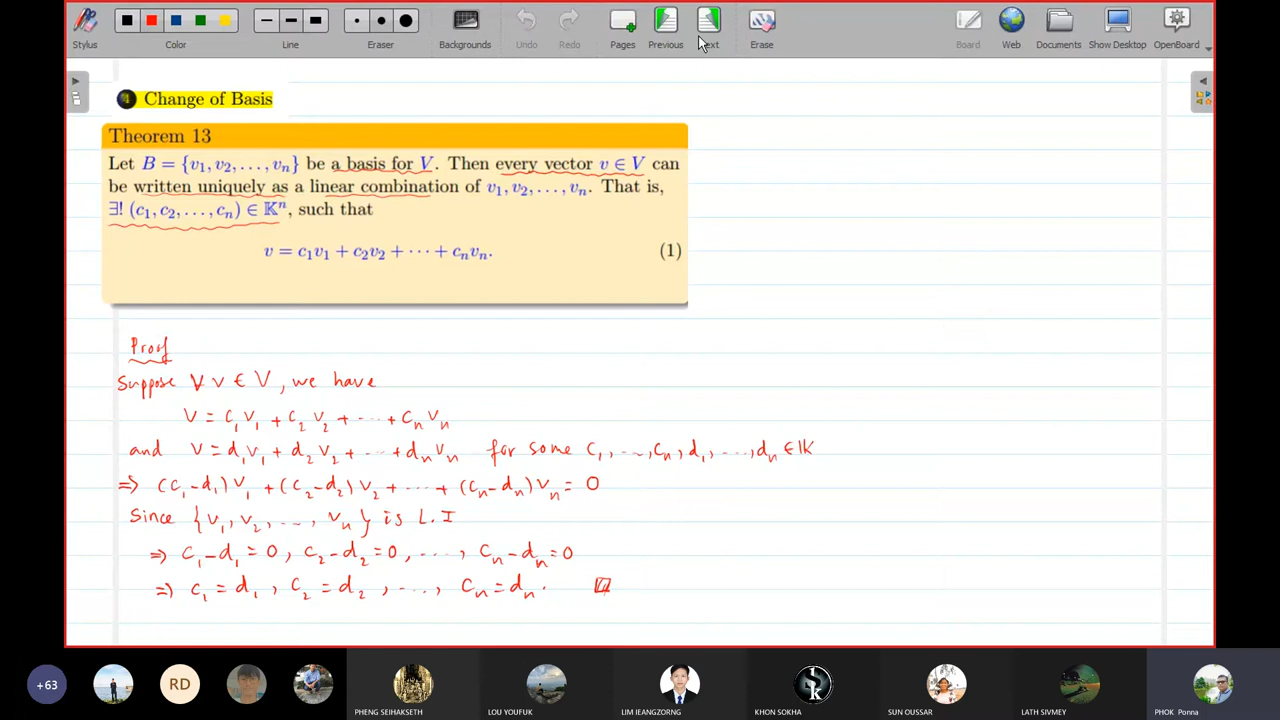 Stylus
Color
Line
Eraser
Backgrounds
Undo
Redo
Pages
Previous
Next
Erase
Board
Web
Documents
Show Desktop
OpenBoard
4 Change of Basis
Theorem 13
Let B = {v₁, v₂, . . . , vₙ} be a basis for V. Then every vector v ∈ V can
be written uniquely as a linear combination of v₁, v₂, . . . , vₙ. That is,
∃! (c₁, c₂, . . . , cₙ) ∈ 𝕂ⁿ, such that
v = c₁v₁ + c₂v₂ + · · · + cₙvₙ. (1)
Proof
Suppose ∀ v ∈ V, we have
V = c₁v₁ + c₂v₂ + ... + cₙvₙ
and V = d₁v₁ + d₂v₂ + ... + dₙvₙ for some c₁, ..., cₙ, d₁, ..., dₙ ∈ 𝕂
⇒ (c₁-d₁)v₁ + (c₂-d₂)v₂ + ... + (cₙ-dₙ)vₙ = 0
Since {v₁, v₂, ..., vₙ} is L.I
⇒ c₁-d₁ = 0, c₂-d₂ = 0, ..., cₙ-dₙ = 0
⇒ c₁ = d₁, c₂ = d₂, ..., cₙ = dₙ.
+63
RD
PHENG SEIHAKSETH
LOU YOUFUK
LIM IEANGZORNG
KHON SOKHA
SUN OUSSAR
LATH SIVMEY
PHOK Ponna